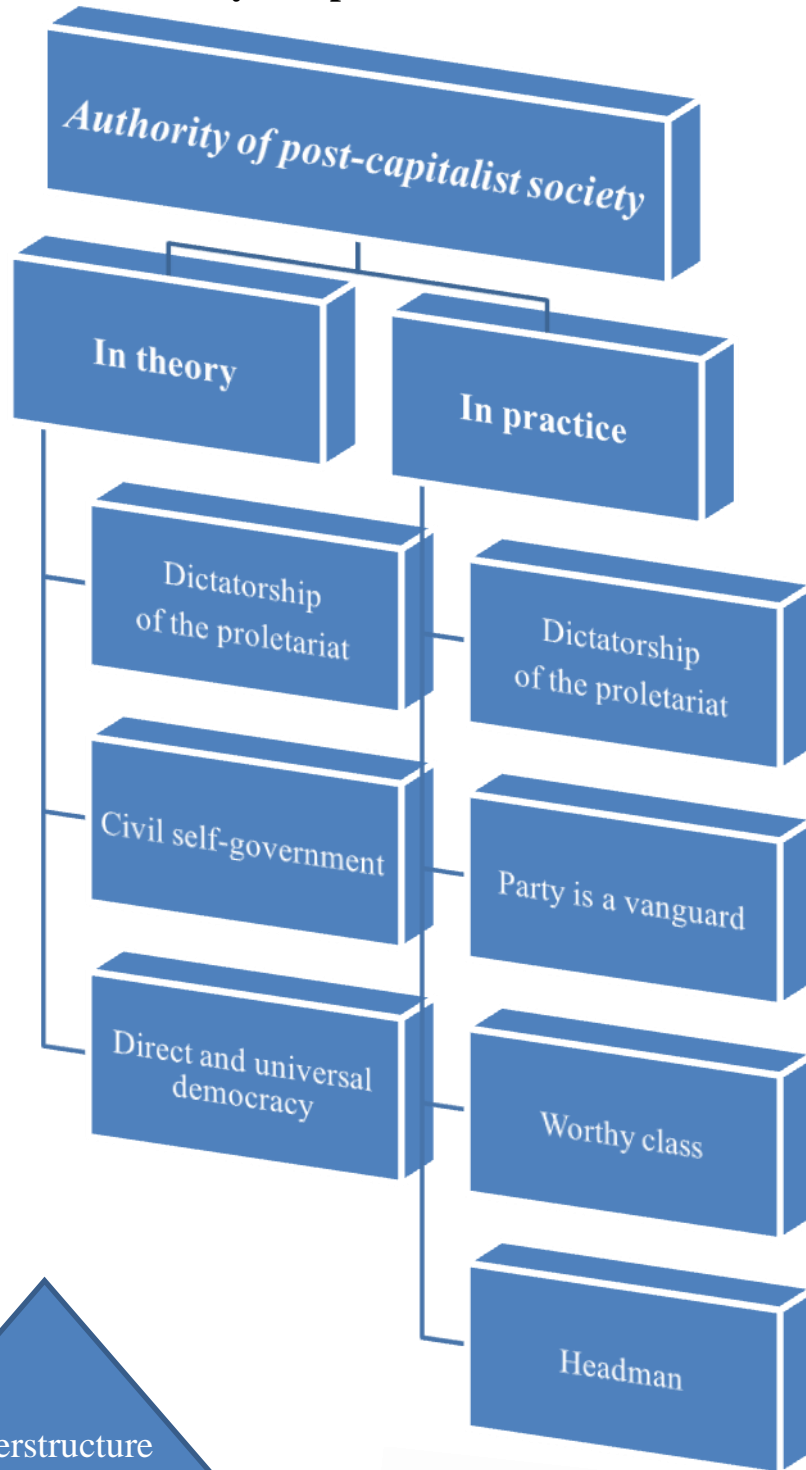 Authority of post-capitalist society
In theory
In practice
Dictatorship
of the proletariat
Civil self-government
Direct and universal
democracy
Dictatorship
of the proletariat
Party is a vanguard
Worthy class
Headman
erstructure